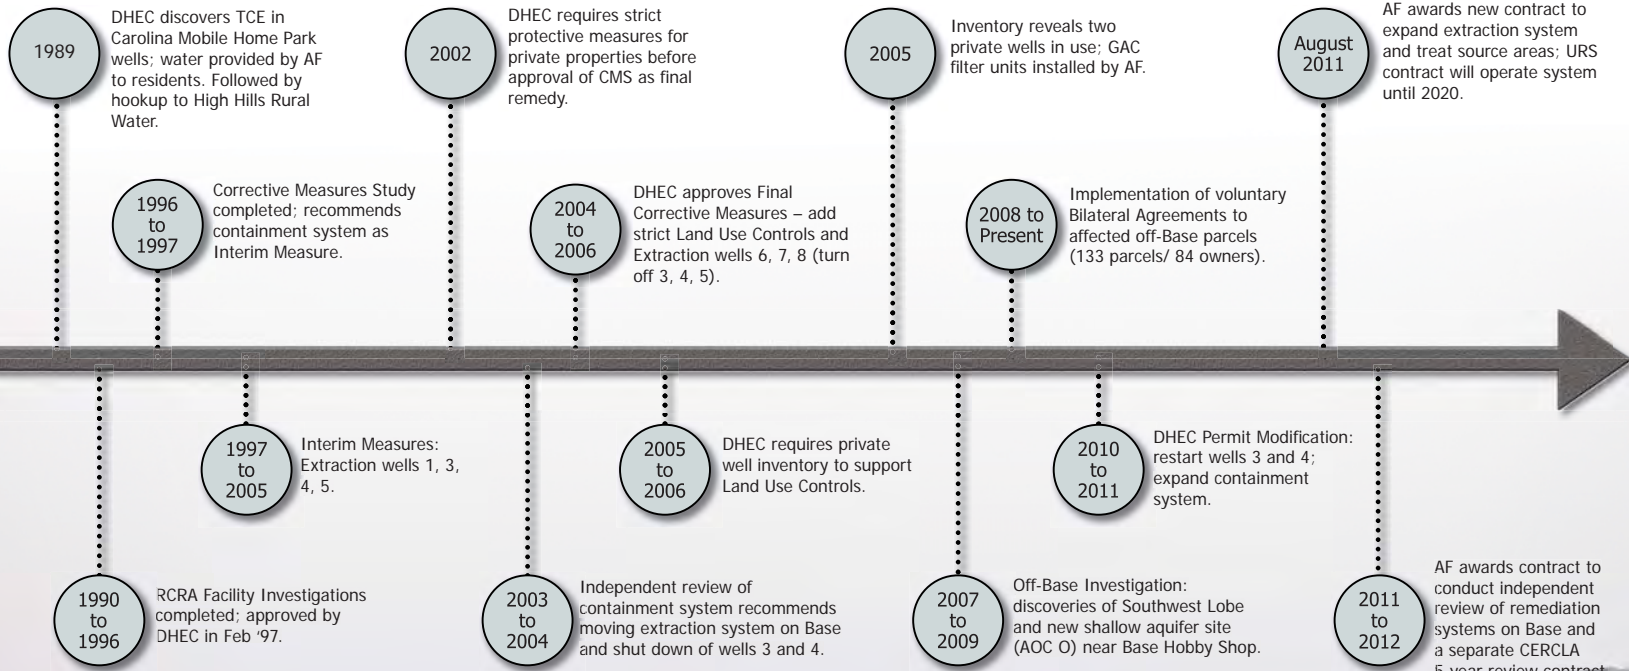 1989
DHEC discovers TCE in
Carolina Mobile Home Park
wells; water provided by AF
to residents. Followed by
hookup to High Hills Rural
Water.
2002
DHEC requires strict
protective measures for
private properties before
approval of CMS as final
remedy.
2005
Inventory reveals two
private wells in use; GAC
filter units installed by AF.
August
2011
AF awards new contract to
expand extraction system
and treat source areas; URS
contract will operate system
until 2020.
1996
to
1997
Corrective Measures Study
completed; recommends
containment system as
Interim Measure.
2004
to
2006
DHEC approves Final
Corrective Measures – add
strict Land Use Controls and
Extraction wells 6, 7, 8 (turn
off 3, 4, 5).
2008 to
Present
Implementation of voluntary
Bilateral Agreements to
affected off-Base parcels
(133 parcels/ 84 owners).
1997
to
2005
Interim Measures:
Extraction wells 1, 3,
4, 5.
2005
to
2006
DHEC requires private
well inventory to support
Land Use Controls.
2010
to
2011
DHEC Permit Modification:
restart wells 3 and 4;
expand containment
system.
1990
to
1996
RCRA Facility Investigations
completed; approved by
DHEC in Feb ‘97.
2003
to
2004
Independent review of
containment system recommends
moving extraction system on Base
and shut down of wells 3 and 4.
2007
to
2009
Off-Base Investigation:
discoveries of Southwest Lobe
and new shallow aquifer site
(AOC O) near Base Hobby Shop.
2011
to
2012
AF awards contract to
conduct independent
review of remediation
systems on Base and
a separate CERCLA
5-year review contract